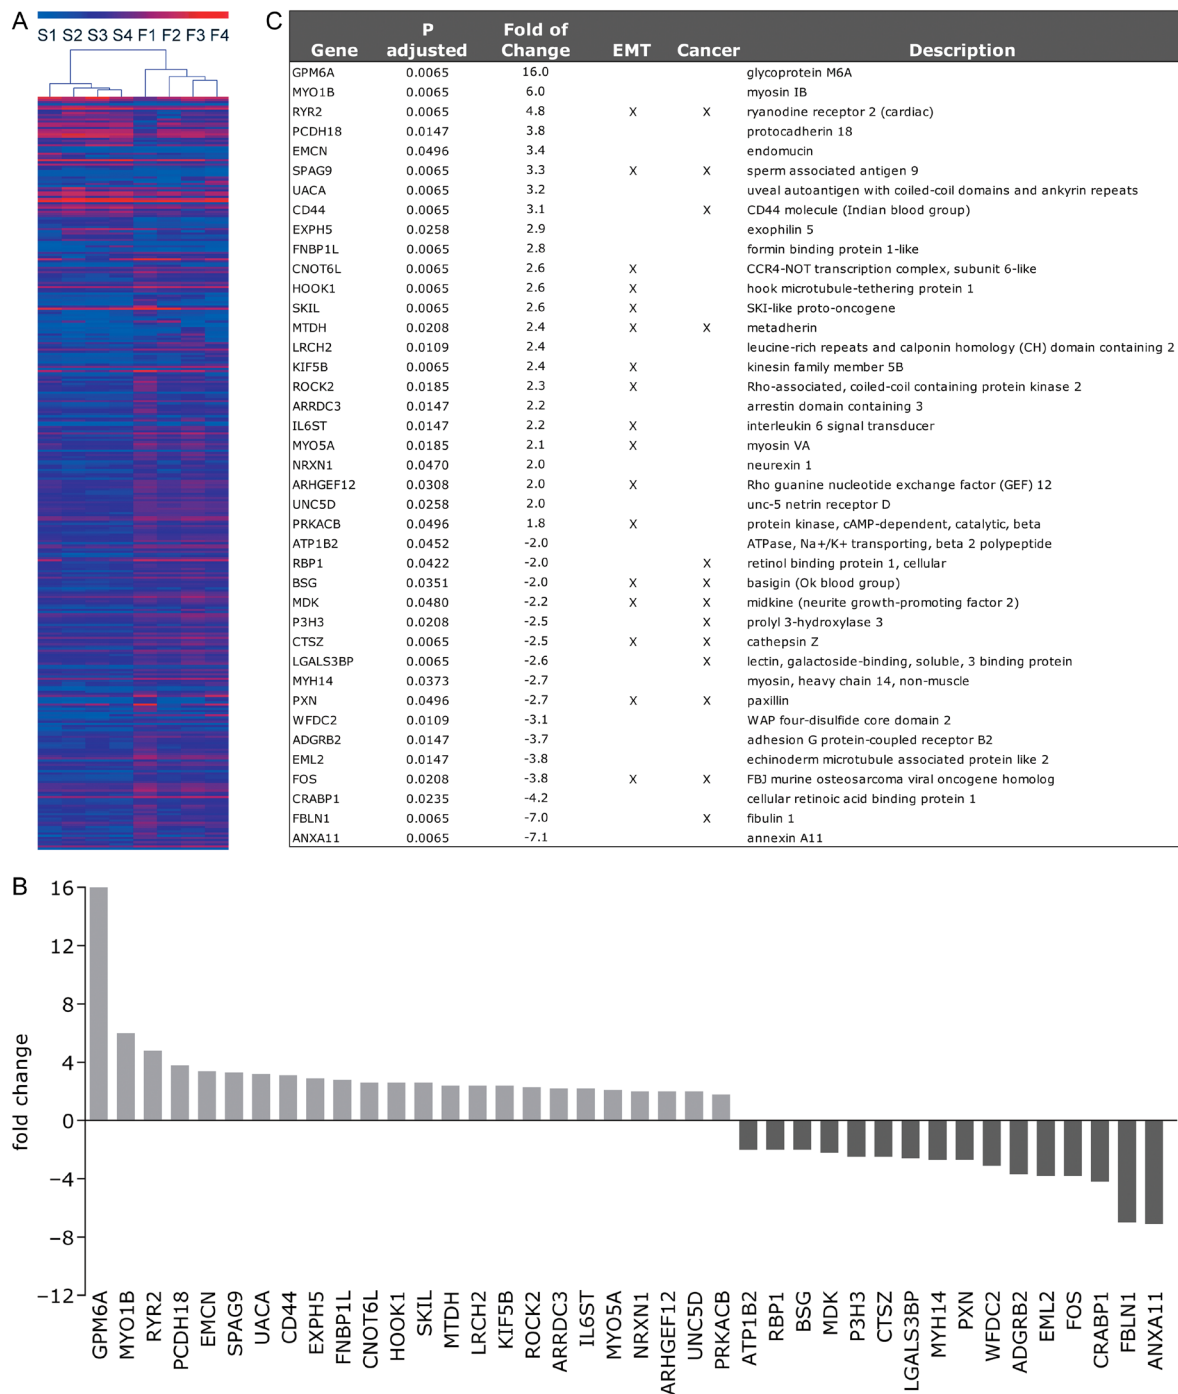 A
S1 S2 S3 S4 F1 F2 F3 F4
C
Gene P adjusted Fold of Change EMT Cancer Description
GPM6A 0.0065 16.0 glycoprotein M6A
MYO1B 0.0065 6.0 myosin IB
RYR2 0.0065 4.8 X X ryanodine receptor 2 (cardiac)
PCDH18 0.0147 3.8 protocadherin 18
EMCN 0.0496 3.4 endomucin
SPAG9 0.0065 3.3 X X sperm associated antigen 9
UACA 0.0065 3.2 uveal autoantigen with coiled-coil domains and ankyrin repeats
CD44 0.0065 3.1 X CD44 molecule (Indian blood group)
EXPH5 0.0258 2.9 exophilin 5
FNBP1L 0.0065 2.8 formin binding protein 1-like
CNOT6L 0.0065 2.6 X CCR4-NOT transcription complex, subunit 6-like
HOOK1 0.0065 2.6 X hook microtubule-tethering protein 1
SKIL 0.0065 2.6 X SKI-like proto-oncogene
MTDH 0.0208 2.4 X X metadherin
LRCH2 0.0109 2.4 leucine-rich repeats and calponin homology (CH) domain containing 2
KIF5B 0.0065 2.4 X kinesin family member 5B
ROCK2 0.0185 2.3 X Rho-associated, coiled-coil containing protein kinase 2
ARRDC3 0.0147 2.2 arrestin domain containing 3
IL6ST 0.0147 2.2 X interleukin 6 signal transducer
MYO5A 0.0185 2.1 X myosin VA
NRXN1 0.0470 2.0 neurexin 1
ARHGEF12 0.0308 2.0 X Rho guanine nucleotide exchange factor (GEF) 12
UNC5D 0.0258 2.0 unc-5 netrin receptor D
PRKACB 0.0496 1.8 X protein kinase, cAMP-dependent, catalytic, beta
ATP1B2 0.0452 -2.0 ATPase, Na+/K+ transporting, beta 2 polypeptide
RBP1 0.0422 -2.0 X retinol binding protein 1, cellular
BSG 0.0351 -2.0 X X basigin (Ok blood group)
MDK 0.0480 -2.2 X X midkine (neurite growth-promoting factor 2)
P3H3 0.0208 -2.5 X prolyl 3-hydroxylase 3
CTSZ 0.0065 -2.5 X X cathepsin Z
LGALS3BP 0.0065 -2.6 X lectin, galactoside-binding, soluble, 3 binding protein
MYH14 0.0373 -2.7 myosin, heavy chain 14, non-muscle
PXN 0.0496 -2.7 X X paxillin
WFDC2 0.0109 -3.1 WAP four-disulfide core domain 2
ADGRB2 0.0147 -3.7 adhesion G protein-coupled receptor B2
EML2 0.0147 -3.8 echinoderm microtubule associated protein like 2
FOS 0.0208 -3.8 X X FBJ murine osteosarcoma viral oncogene homolog
CRABP1 0.0235 -4.2 cellular retinoic acid binding protein 1
FBLN1 0.0065 -7.0 X fibulin 1
ANXA11 0.0065 -7.1 annexin A11
B
fold change
16
12
8
4
0
−4
−8
−12
GPM6A
MYO1B
RYR2
PCDH18
EMCN
SPAG9
UACA
CD44
EXPH5
FNBP1L
CNOT6L
HOOK1
SKIL
MTDH
LRCH2
KIF5B
ROCK2
ARRDC3
IL6ST
MYO5A
NRXN1
ARHGEF12
UNC5D
PRKACB
ATP1B2
RBP1
BSG
MDK
P3H3
CTSZ
LGALS3BP
MYH14
PXN
WFDC2
ADGRB2
EML2
FOS
CRABP1
FBLN1
ANXA11